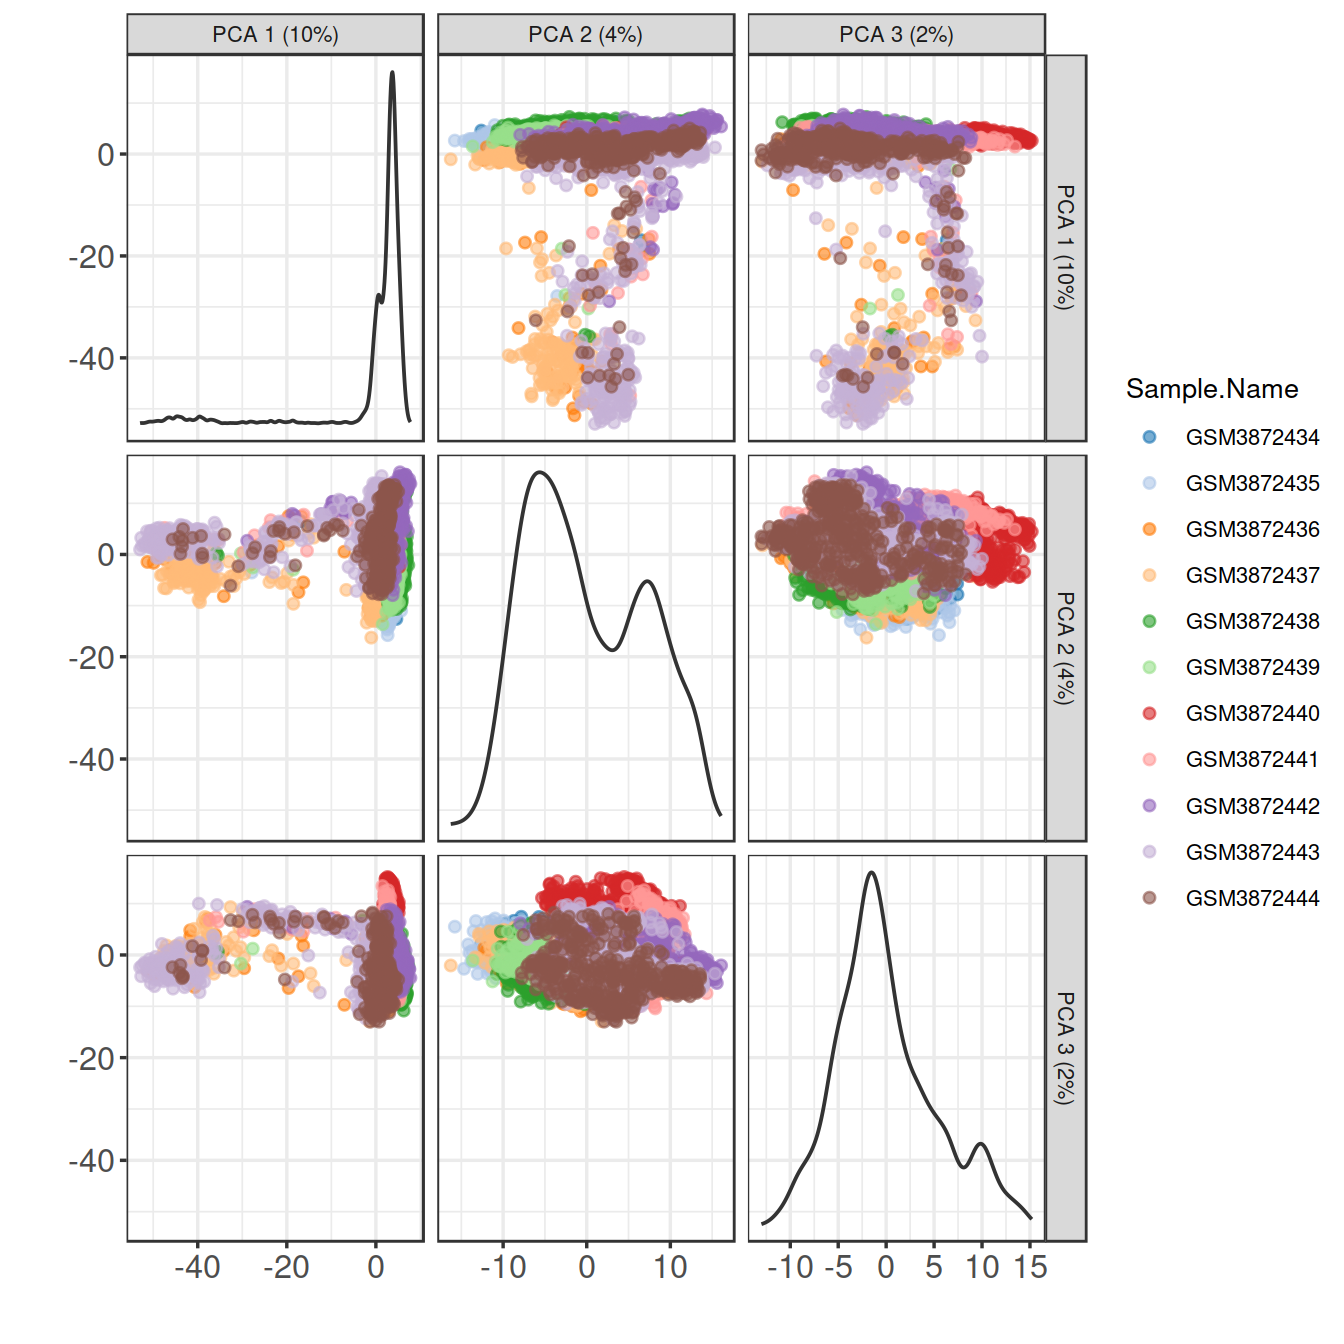 PCA 1 (10%)
PCA 2 (4%)
PCA 3 (2%)
0
-20
-40
PCA 1 (10%)
0
-20
-40
PCA 2 (4%)
0
-20
-40
PCA 3 (2%)
-40 -20 0
-10 0 10
-10 -5 0 5 10 15
Sample.Name
GSM3872434
GSM3872435
GSM3872436
GSM3872437
GSM3872438
GSM3872439
GSM3872440
GSM3872441
GSM3872442
GSM3872443
GSM3872444